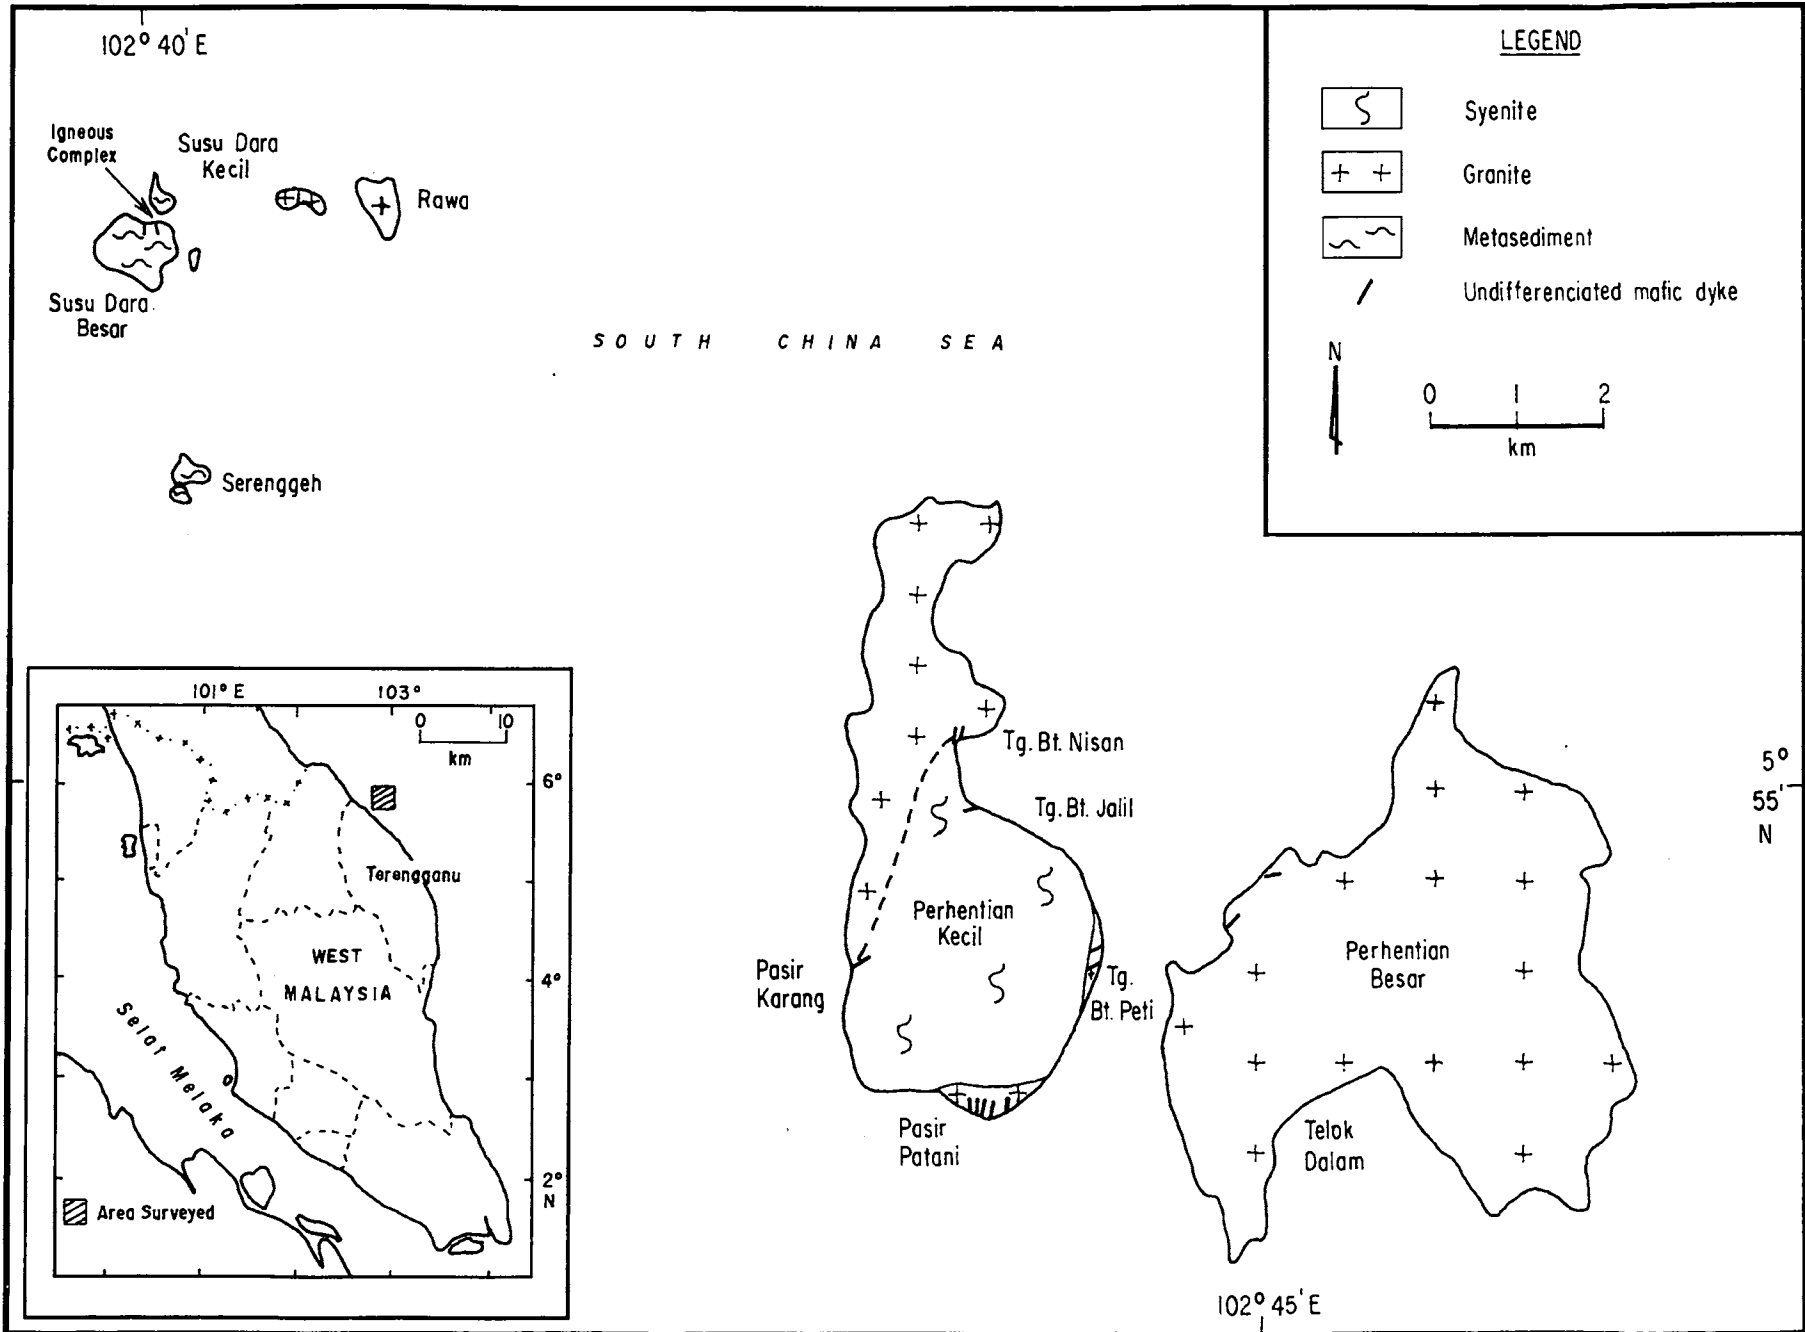 102° 40' E
Igneous
Complex
Susu Dara
Kecil
Rawa
Susu Dara
Besar
SOUTH CHINA SEA
Serenggeh
LEGEND
Syenite
Granite
Metasediment
Undifferenciated mafic dyke
N
0 1 2
km
Tg. Bt. Nisan
Tg. Bt. Jalil
Perhentian
Kecil
Pasir
Karang
Tg.
Bt. Peti
Pasir
Patani
Perhentian
Besar
Telok
Dalam
5°
55'
N
102° 45' E
101° E 103°
0 10
km
6°
Terengganu
WEST
MALAYSIA
4°
Selat Melaka
2°
N
Area Surveyed